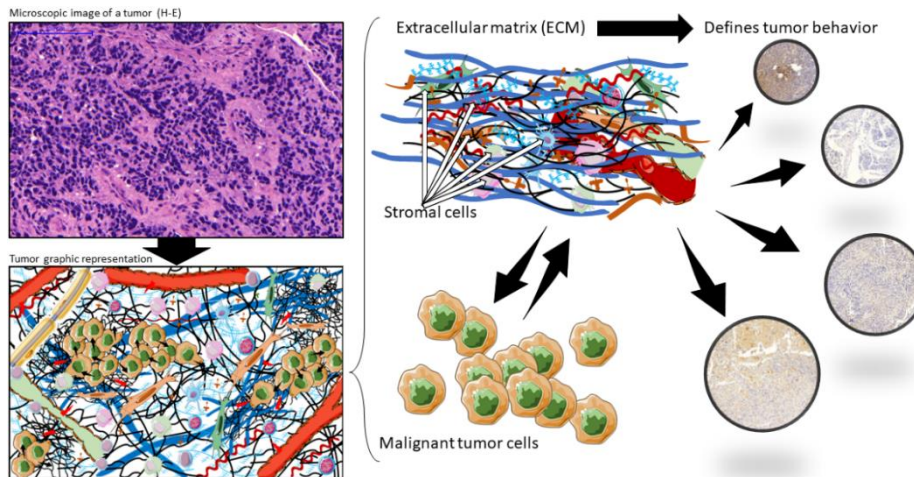 Microscopic image of a tumor (H-E)
Extracellular matrix (ECM)
Defines tumor behavior
Stromal cells
Tumor graphic representation
Malignant tumor cells